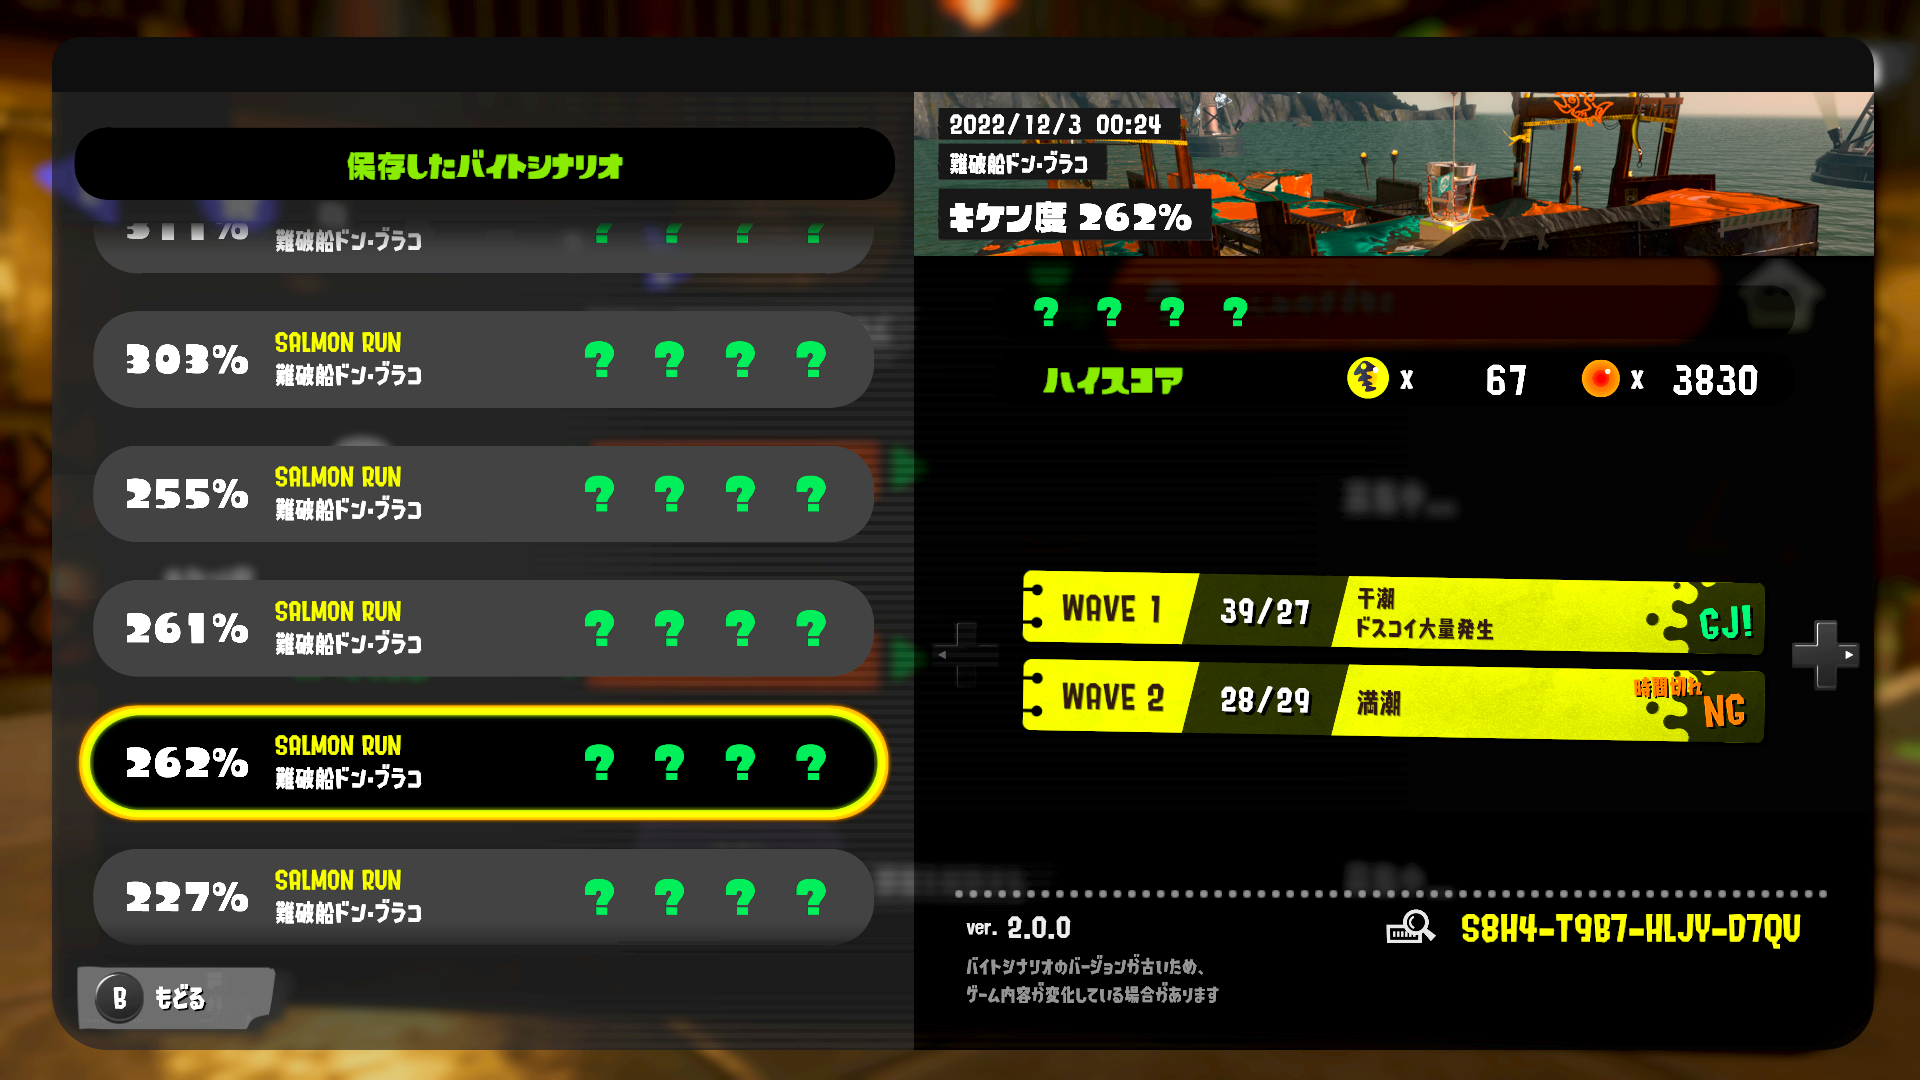 保存したバイトシナリオ
311%
難破船ドン・ブラコ
? ? ? ?
303%
SALMON RUN
難破船ドン・ブラコ
? ? ? ?
255%
SALMON RUN
難破船ドン・ブラコ
? ? ? ?
261%
SALMON RUN
難破船ドン・ブラコ
? ? ? ?
262%
SALMON RUN
難破船ドン・ブラコ
? ? ? ?
227%
SALMON RUN
難破船ドン・ブラコ
? ? ? ?
B もどる
2022/12/3 00:24
難破船ドン・ブラコ
キケン度 262%
? ? ? ?
ハイスコア x 67 x 3830
WAVE 1 39/27 干潮
ドスコイ大量発生
GJ!
WAVE 2 28/29 満潮
時間切れ
NG
ver. 2.0.0
S8H4-T9B7-HLJY-D7QU
バイトシナリオのバージョンが古いため、
ゲーム内容が変化している場合があります